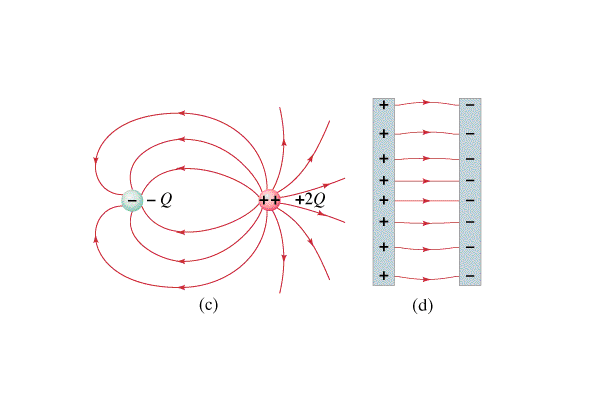 − − Q
++ +2Q
(c)
+ −
+ −
+ −
+ −
+ −
+ −
+ −
+ −
(d)